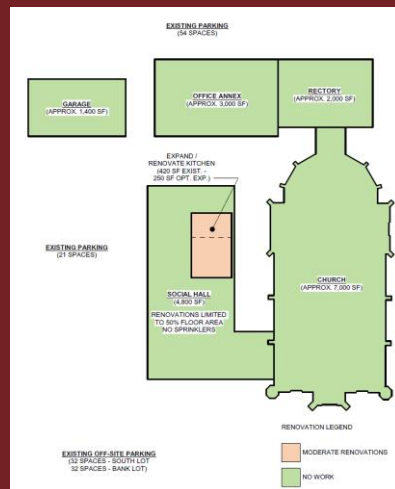 EXISTING PARKING
(54 SPACES)
GARAGE
(APPROX. 1,400 SF)
OFFICE ANNEX
(APPROX. 3,000 SF)
RECTORY
(APPROX. 2,000 SF)
EXPAND /
RENOVATE KITCHEN
(420 SF EXIST. -
250 SF OPT. EXP.)
EXISTING PARKING
(21 SPACES)
SOCIAL HALL
(4,800 SF)
RENOVATIONS LIMITED
TO 50% FLOOR AREA
NO SPRINKLERS
CHURCH
(APPROX. 7,000 SF)
EXISTING OFF-SITE PARKING
(32 SPACES - SOUTH LOT
32 SPACES - BANK LOT)
RENOVATION LEGEND
MODERATE RENOVATIONS
NO WORK